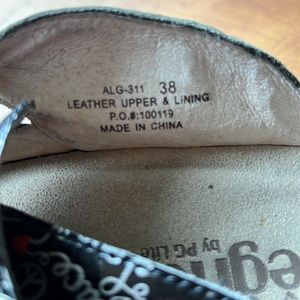 ALG-311 38
LEATHER UPPER & LINING
P.O.#:100119
MADE IN CHINA
by PG Lite